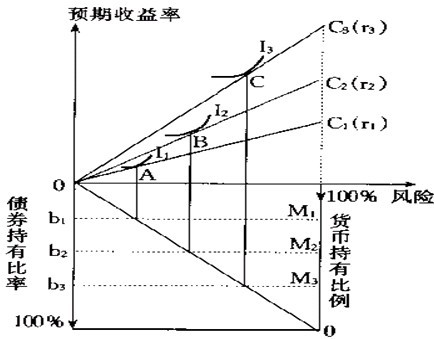 预期收益率
C₃(r₃)
I₃
C
C₂(r₂)
I₂
B
C₁(r₁)
I₁
A
0
100% 风险
债券持有比率
b₁
M₁
货币持有比例
b₂
M₂
b₃
M₃
100%
0